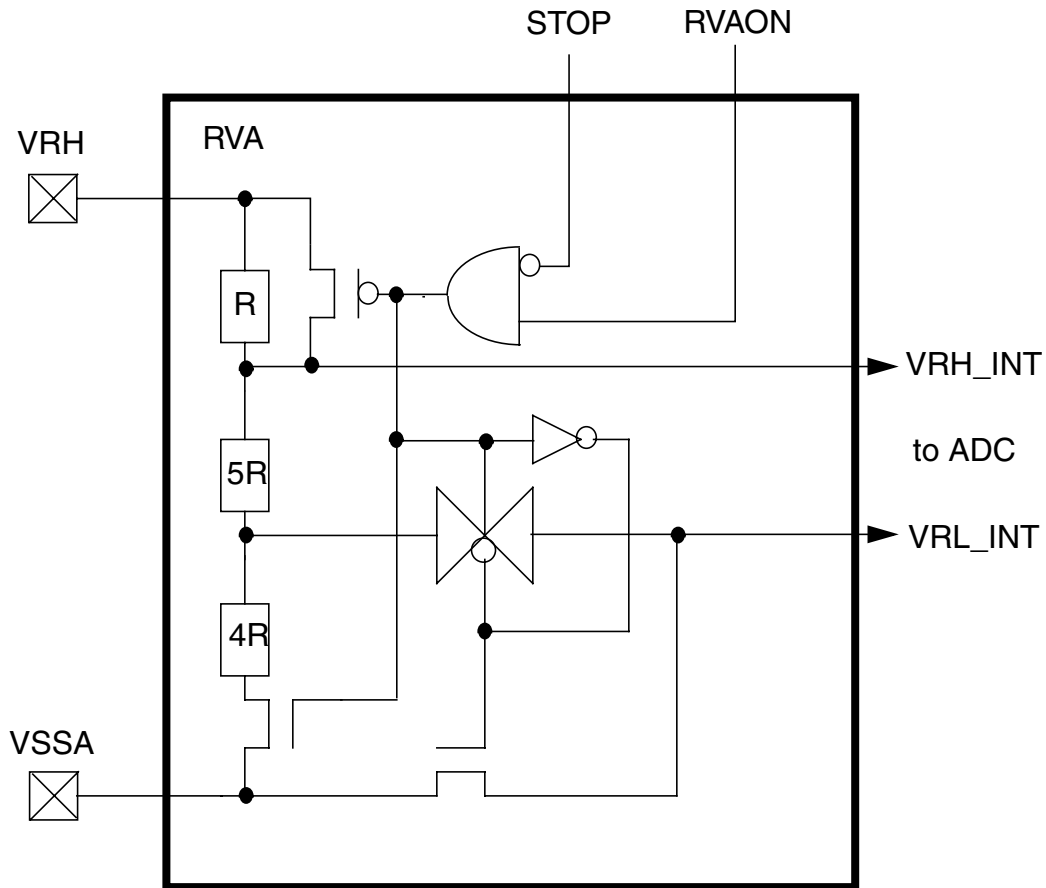 STOP
RVAON
VRH
RVA
R
VRH_INT
5R
to ADC
VRL_INT
4R
VSSA